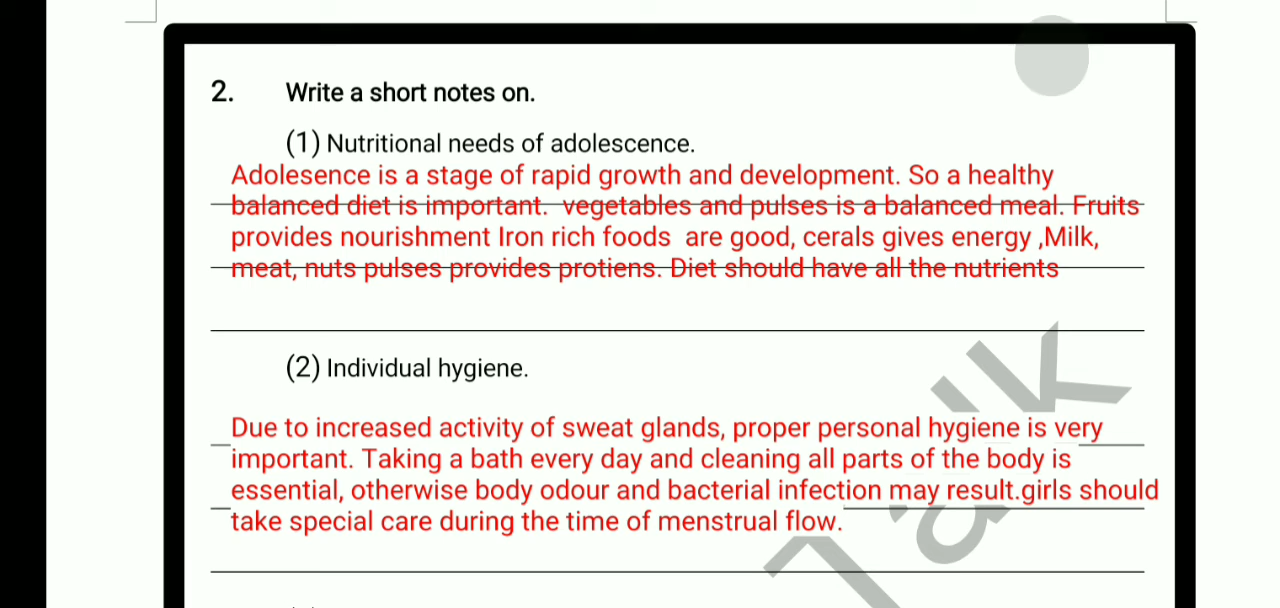 2. Write a short notes on.
(1) Nutritional needs of adolescence.
Adolesence is a stage of rapid growth and development. So a healthy
balanced diet is important. vegetables and pulses is a balanced meal. Fruits
provides nourishment Iron rich foods are good, cerals gives energy ,Milk,
meat, nuts pulses provides protiens. Diet should have all the nutrients
(2) Individual hygiene.
Due to increased activity of sweat glands, proper personal hygiene is very
important. Taking a bath every day and cleaning all parts of the body is
essential, otherwise body odour and bacterial infection may result.girls should
take special care during the time of menstrual flow.